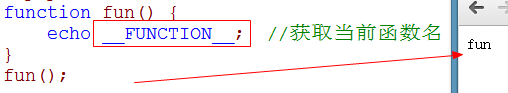 function fun() {
    echo __FUNCTION__; //获取当前函数名
}
fun();
fun